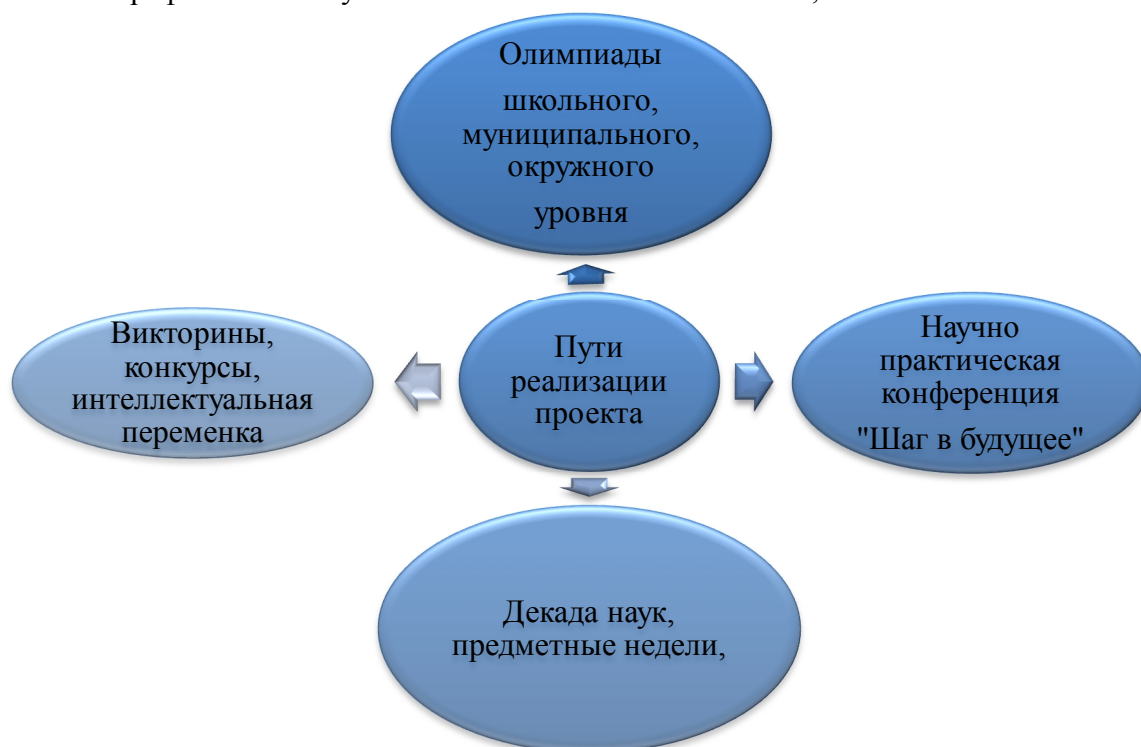 Олимпиады
школьного,
муниципального,
окружного
уровня
Викторины,
конкурсы,
интеллектуальная
переменка
Пути
реализации
проекта
Научно
практическая
конференция
"Шаг в будущее"
Декада наук,
предметные недели,